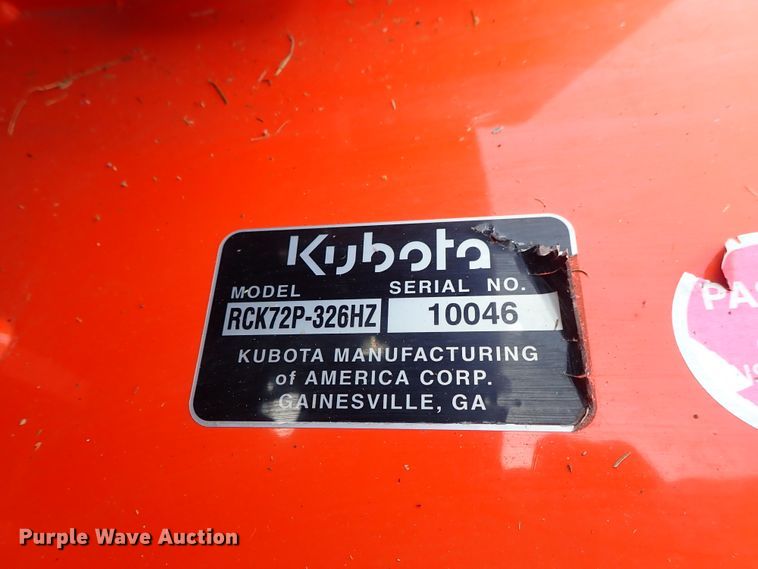 Kubota
MODEL SERIAL NO.
RCK72P-326HZ 10046
KUBOTA MANUFACTURING
of AMERICA CORP.
GAINESVILLE, GA
Purple Wave Auction